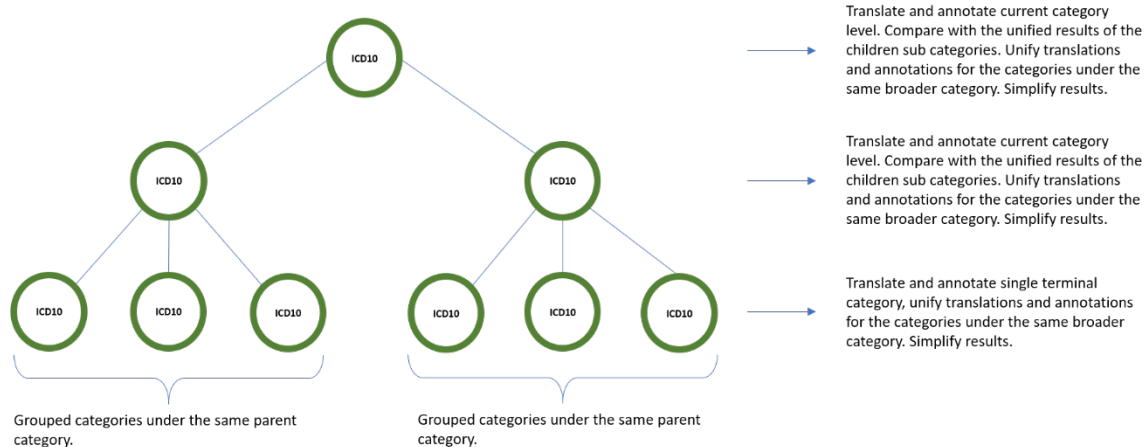 ICD10
Translate and annotate current category
level. Compare with the unified results of the
children sub categories. Unify translations
and annotations for the categories under the
same broader category. Simplify results.
ICD10
ICD10
Translate and annotate current category
level. Compare with the unified results of the
children sub categories. Unify translations
and annotations for the categories under the
same broader category. Simplify results.
ICD10
ICD10
ICD10
ICD10
ICD10
ICD10
Translate and annotate single terminal
category, unify translations and annotations
for the categories under the same broader
category. Simplify results.
Grouped categories under the same parent
category.
Grouped categories under the same parent
category.